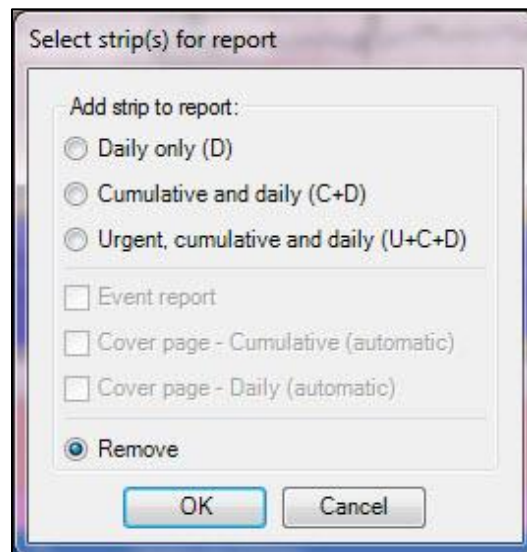 Select strip(s) for report
Add strip to report:
Daily only (D)
Cumulative and daily (C+D)
Urgent, cumulative and daily (U+C+D)
Event report
Cover page - Cumulative (automatic)
Cover page - Daily (automatic)
Remove
OK Cancel